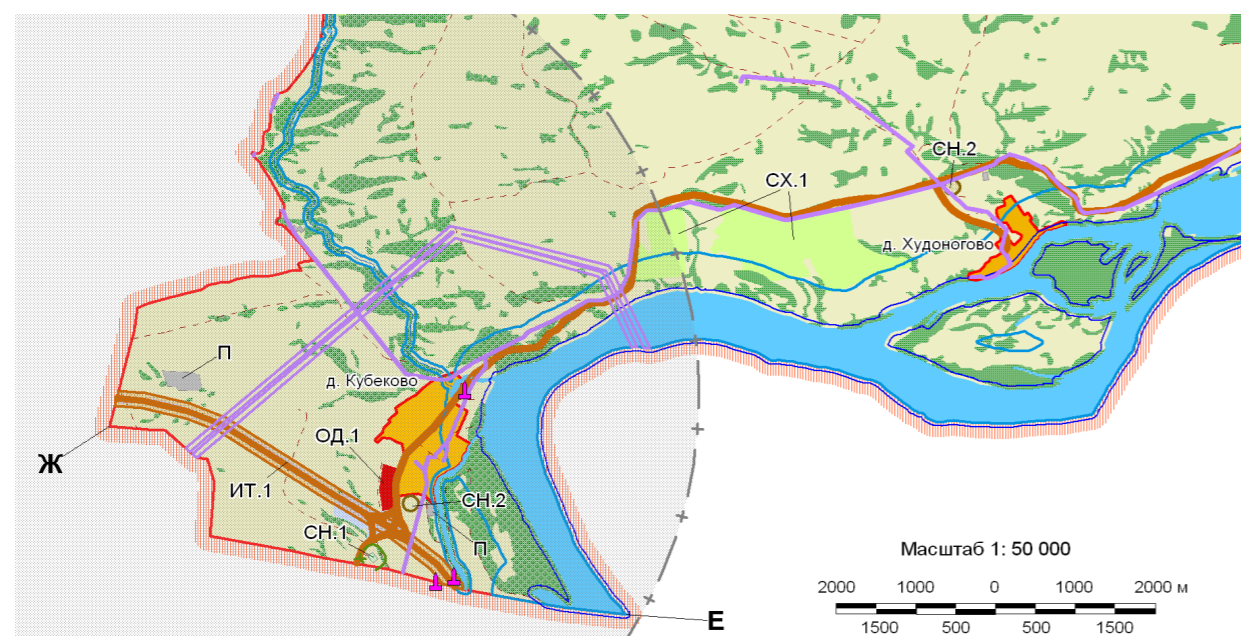 СН.2
СХ.1
д. Худоногово
П
д. Кубеково
ОД.1
Ж
ИТ.1
СН.2
СН.1
П
Масштаб 1: 50 000
2000 1000 0 1000 2000 м
1500 500 500 1500
Е